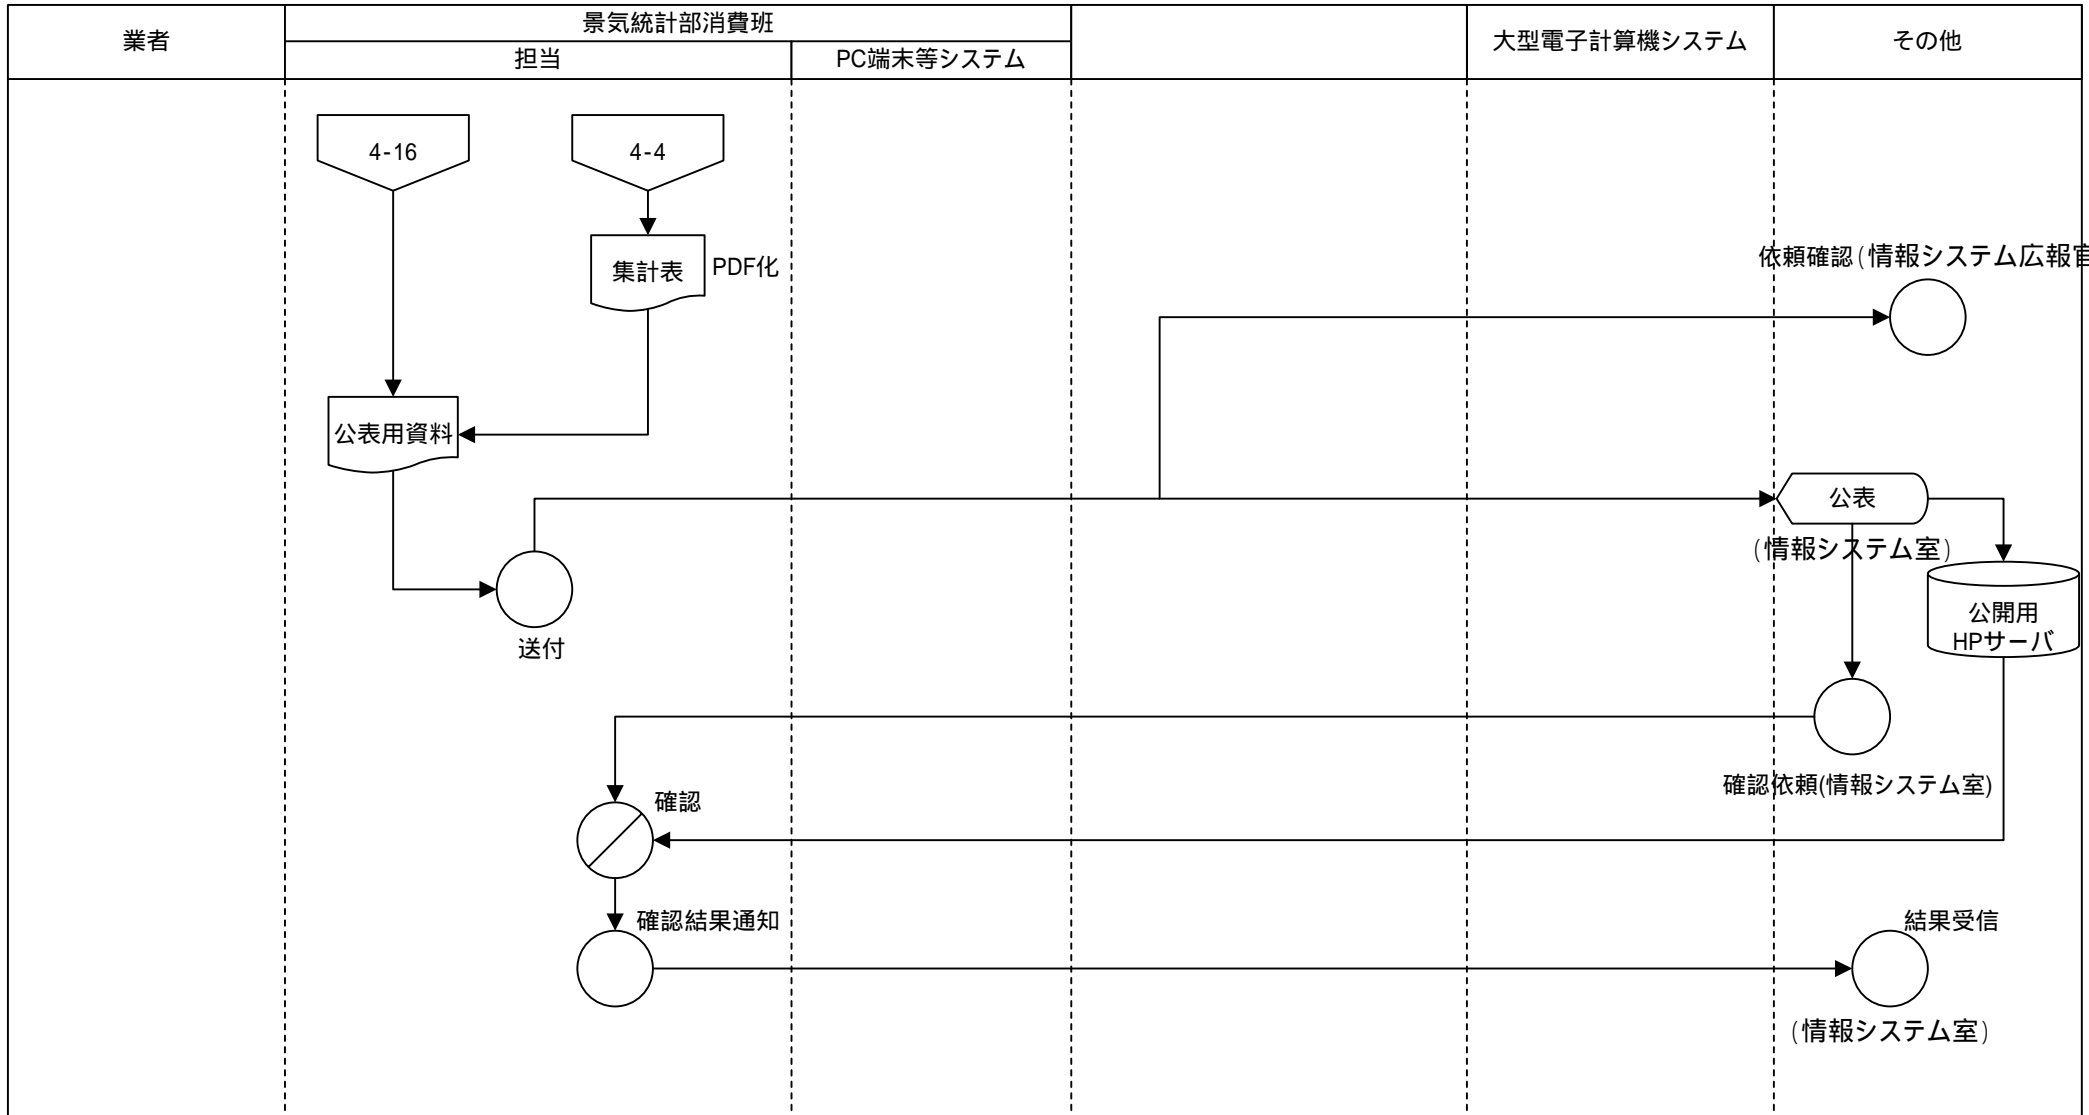 業者
景気統計部消費班
担当
PC端末等システム
大型電子計算機システム
その他
4-16
4-4
集計表
PDF化
依頼確認(情報システム広報官
公表用資料
公表
(情報システム室)
公開用
HPサーバ
送付
確認依頼(情報システム室)
確認
確認結果通知
結果受信
(情報システム室)